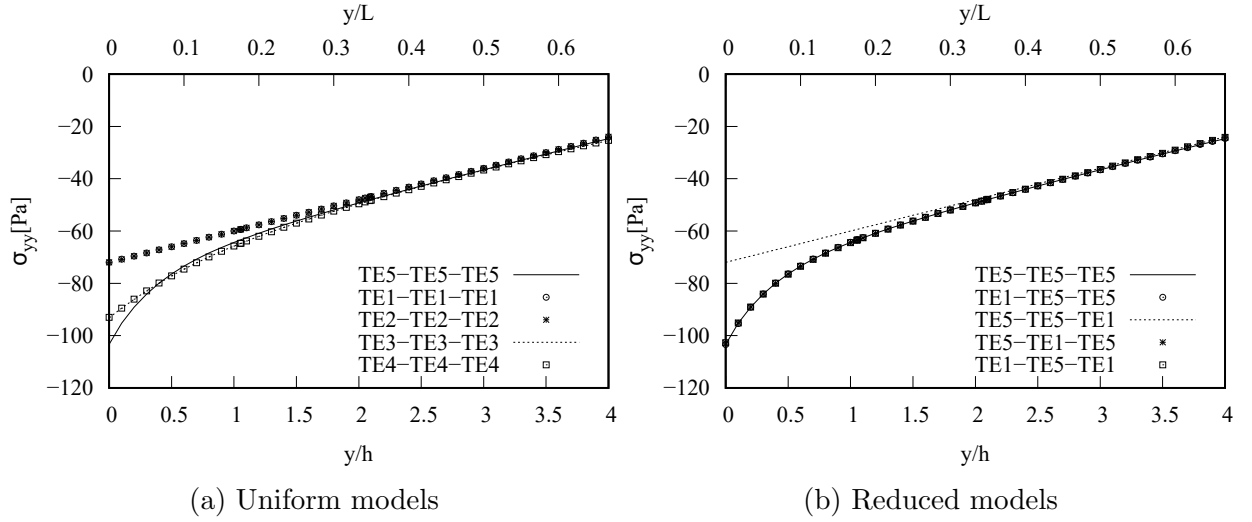 y/L
0 0.1 0.2 0.3 0.4 0.5 0.6
0
−20
−40
−60
−80
−100
−120
σyy[Pa]
TE5−TE5−TE5
TE1−TE1−TE1
TE2−TE2−TE2
TE3−TE3−TE3
TE4−TE4−TE4
0 0.5 1 1.5 2 2.5 3 3.5 4
y/h
(a) Uniform models
y/L
0 0.1 0.2 0.3 0.4 0.5 0.6
0
−20
−40
−60
−80
−100
−120
σyy[Pa]
TE5−TE5−TE5
TE1−TE5−TE5
TE5−TE5−TE1
TE5−TE1−TE5
TE1−TE5−TE1
0 0.5 1 1.5 2 2.5 3 3.5 4
y/h
(b) Reduced models